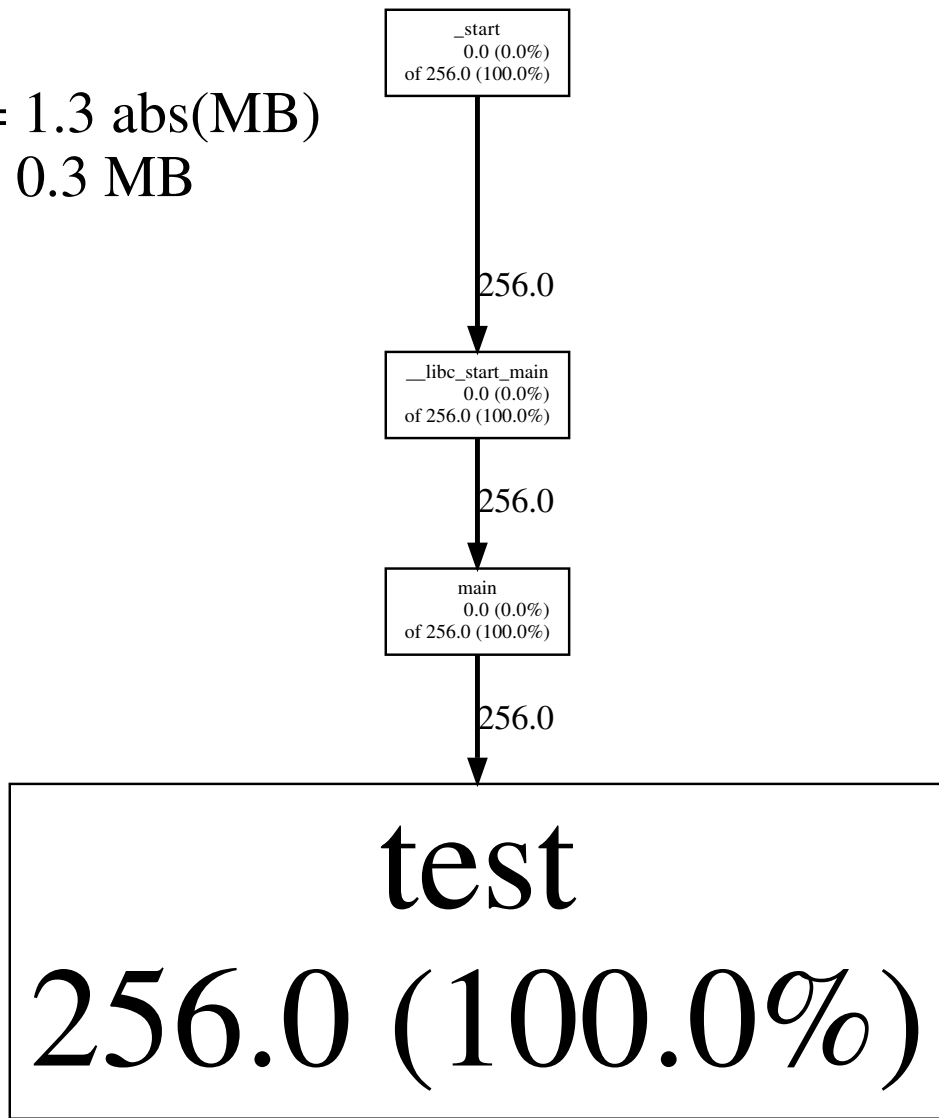 _start
0.0 (0.0%)
of 256.0 (100.0%)
= 1.3 abs(MB)
0.3 MB
256.0
__libc_start_main
0.0 (0.0%)
of 256.0 (100.0%)
256.0
main
0.0 (0.0%)
of 256.0 (100.0%)
256.0
test
256.0 (100.0%)